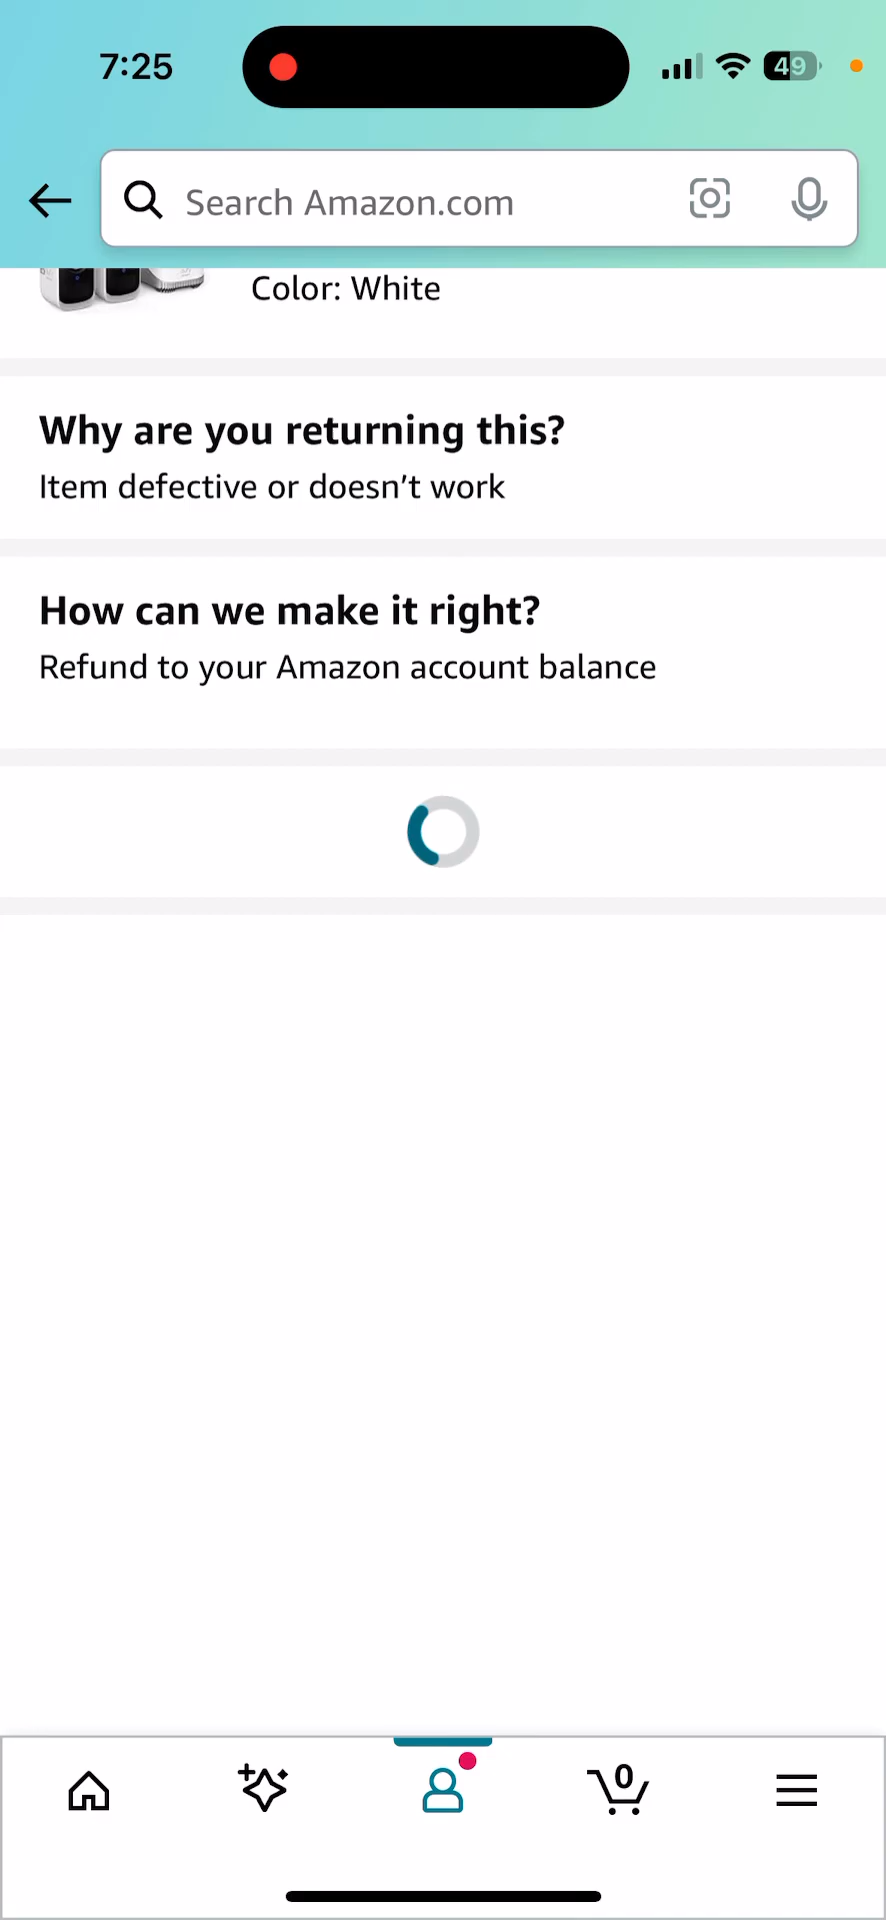 7:25
49
Search Amazon.com
Color: White
Why are you returning this?
Item defective or doesn’t work
How can we make it right?
Refund to your Amazon account balance
0